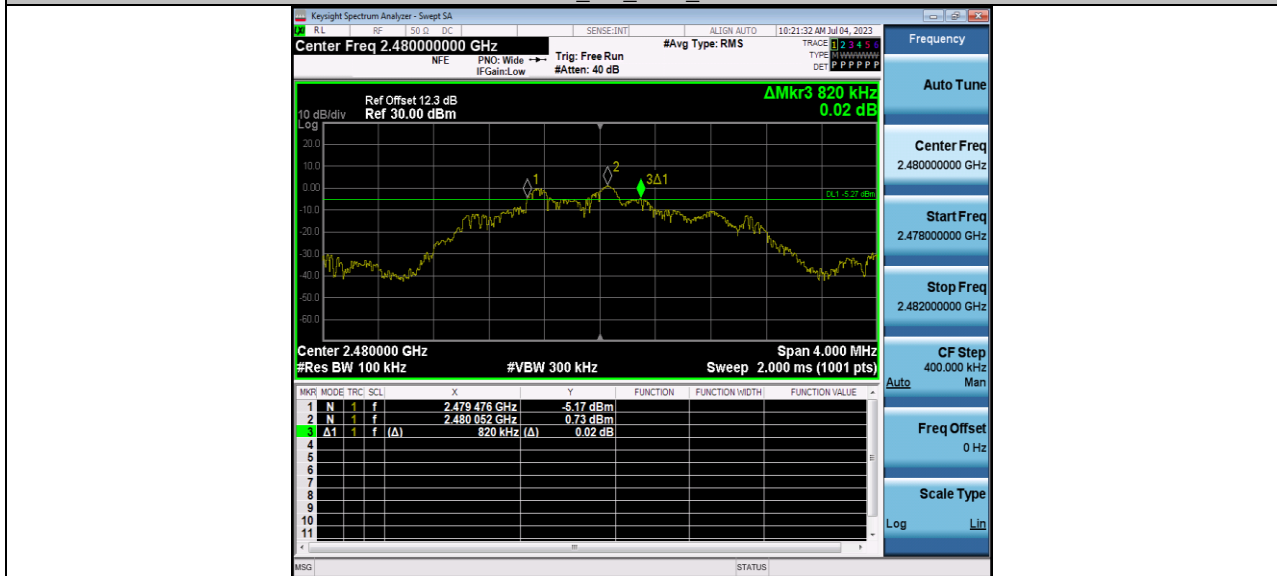 Keysight Spectrum Analyzer - Swept SA
RL RF 50 Ω DC SENSE:INT ALIGN AUTO 10:21:32 AM Jul 04, 2023
Center Freq 2.480000000 GHz #Avg Type: RMS TRACE 1 2 3 4 5 6
NFE PNO: Wide Trig: Free Run TYPE M WWWWW
IFGain:Low #Atten: 40 dB DET P P P P P P
ΔMkr3 820 kHz
0.02 dB
Ref Offset 12.3 dB
10 dB/div Ref 30.00 dBm
Log
20.0
10.0
0.00
-10.0
-20.0
-30.0
-40.0
-50.0
-60.0
1
2
3Δ1
DL1 -5.27 dBm
Center 2.480000 GHz Span 4.000 MHz
#Res BW 100 kHz #VBW 300 kHz Sweep 2.000 ms (1001 pts)
MKR MODE TRC SCL X Y FUNCTION FUNCTION WIDTH FUNCTION VALUE
1 N 1 f 2.479 476 GHz -5.17 dBm
2 N 1 f 2.480 052 GHz 0.73 dBm
3 Δ1 1 f (Δ) 820 kHz (Δ) 0.02 dB
4
5
6
7
8
9
10
11
MSG STATUS
Frequency
Auto Tune
Center Freq
2.480000000 GHz
Start Freq
2.478000000 GHz
Stop Freq
2.482000000 GHz
CF Step
400.000 kHz
Auto Man
Freq Offset
0 Hz
Scale Type
Log Lin